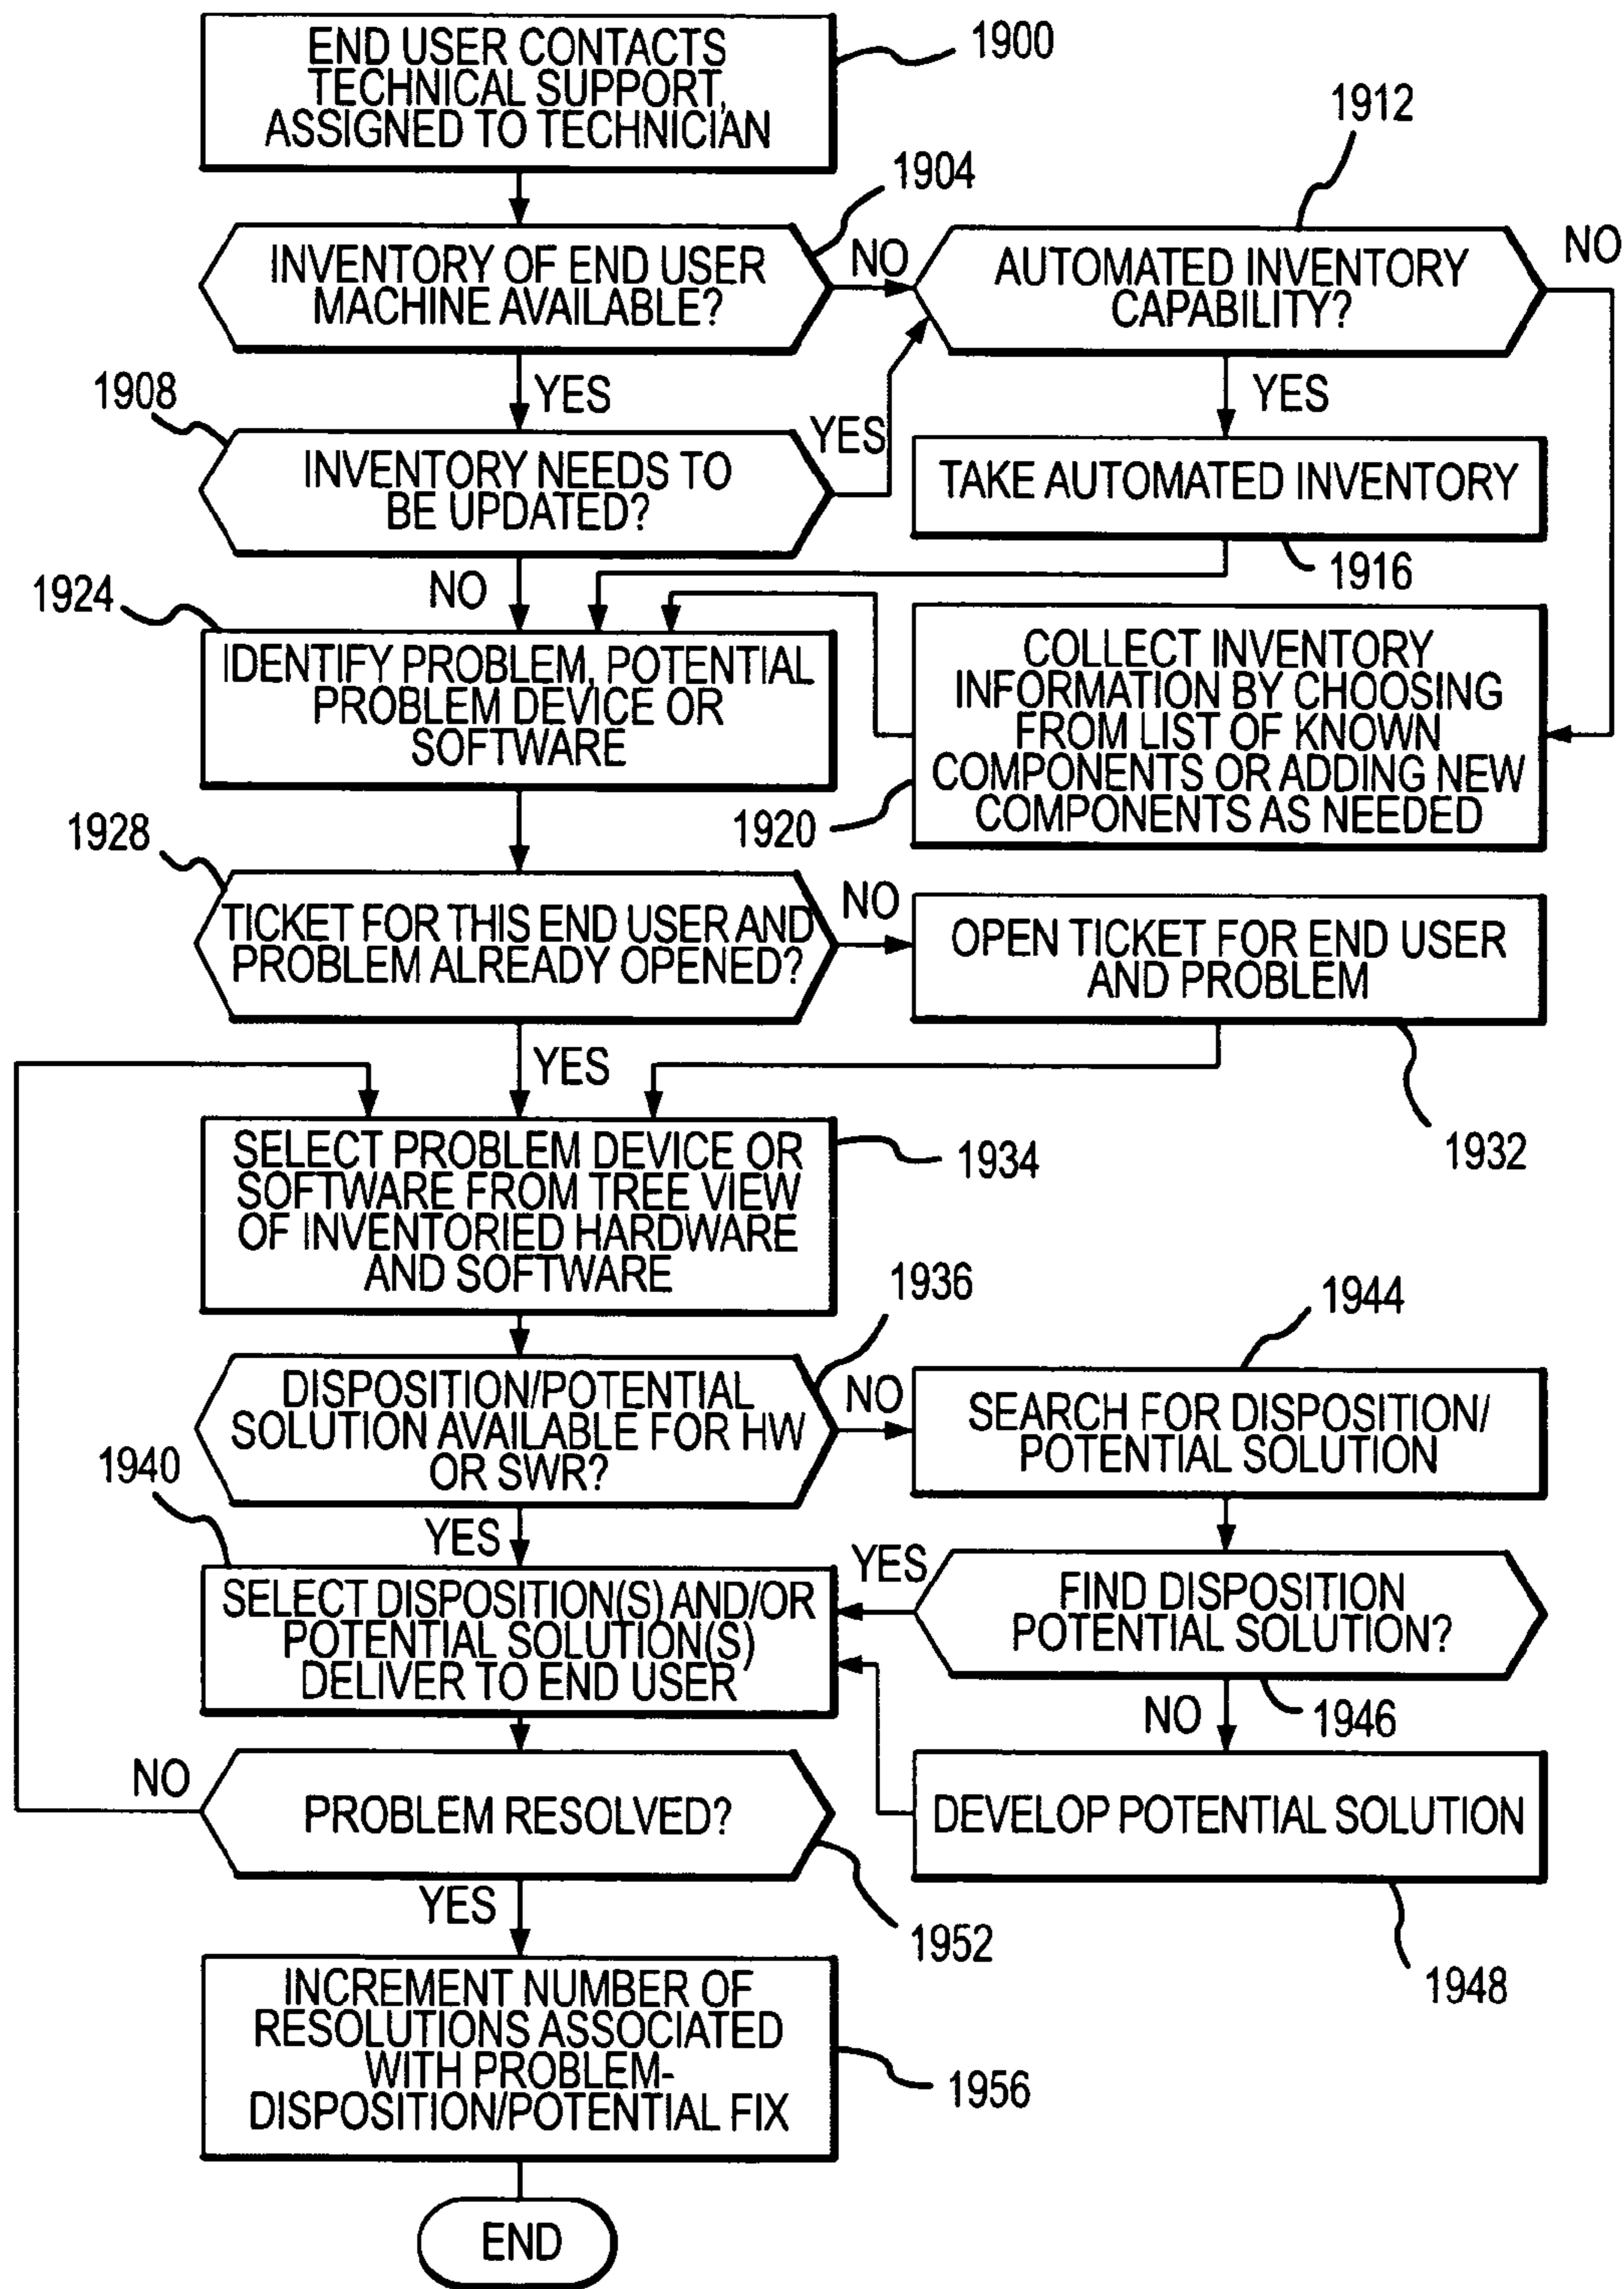 END USER CONTACTS
TECHNICAL SUPPORT,
ASSIGNED TO TECHNICIAN
1900
1904
INVENTORY OF END USER
MACHINE AVAILABLE?
NO
1912
AUTOMATED INVENTORY
CAPABILITY?
NO
YES
YES
1908
INVENTORY NEEDS TO
BE UPDATED?
YES
TAKE AUTOMATED INVENTORY
1916
NO
1924
IDENTIFY PROBLEM, POTENTIAL
PROBLEM DEVICE OR
SOFTWARE
COLLECT INVENTORY
INFORMATION BY CHOOSING
FROM LIST OF KNOWN
COMPONENTS OR ADDING NEW
COMPONENTS AS NEEDED
1920
1928
TICKET FOR THIS END USER AND
PROBLEM ALREADY OPENED?
NO
OPEN TICKET FOR END USER
AND PROBLEM
1932
YES
SELECT PROBLEM DEVICE OR
SOFTWARE FROM TREE VIEW
OF INVENTORIED HARDWARE
AND SOFTWARE
1934
1936
DISPOSITION/POTENTIAL
SOLUTION AVAILABLE FOR HW
OR SWR?
NO
1944
SEARCH FOR DISPOSITION/
POTENTIAL SOLUTION
1940
YES
SELECT DISPOSITION(S) AND/OR
POTENTIAL SOLUTION(S)
DELIVER TO END USER
YES
FIND DISPOSITION
POTENTIAL SOLUTION?
1946
NO
NO
PROBLEM RESOLVED?
1952
DEVELOP POTENTIAL SOLUTION
1948
YES
INCREMENT NUMBER OF
RESOLUTIONS ASSOCIATED
WITH PROBLEM-
DISPOSITION/POTENTIAL FIX
1956
END